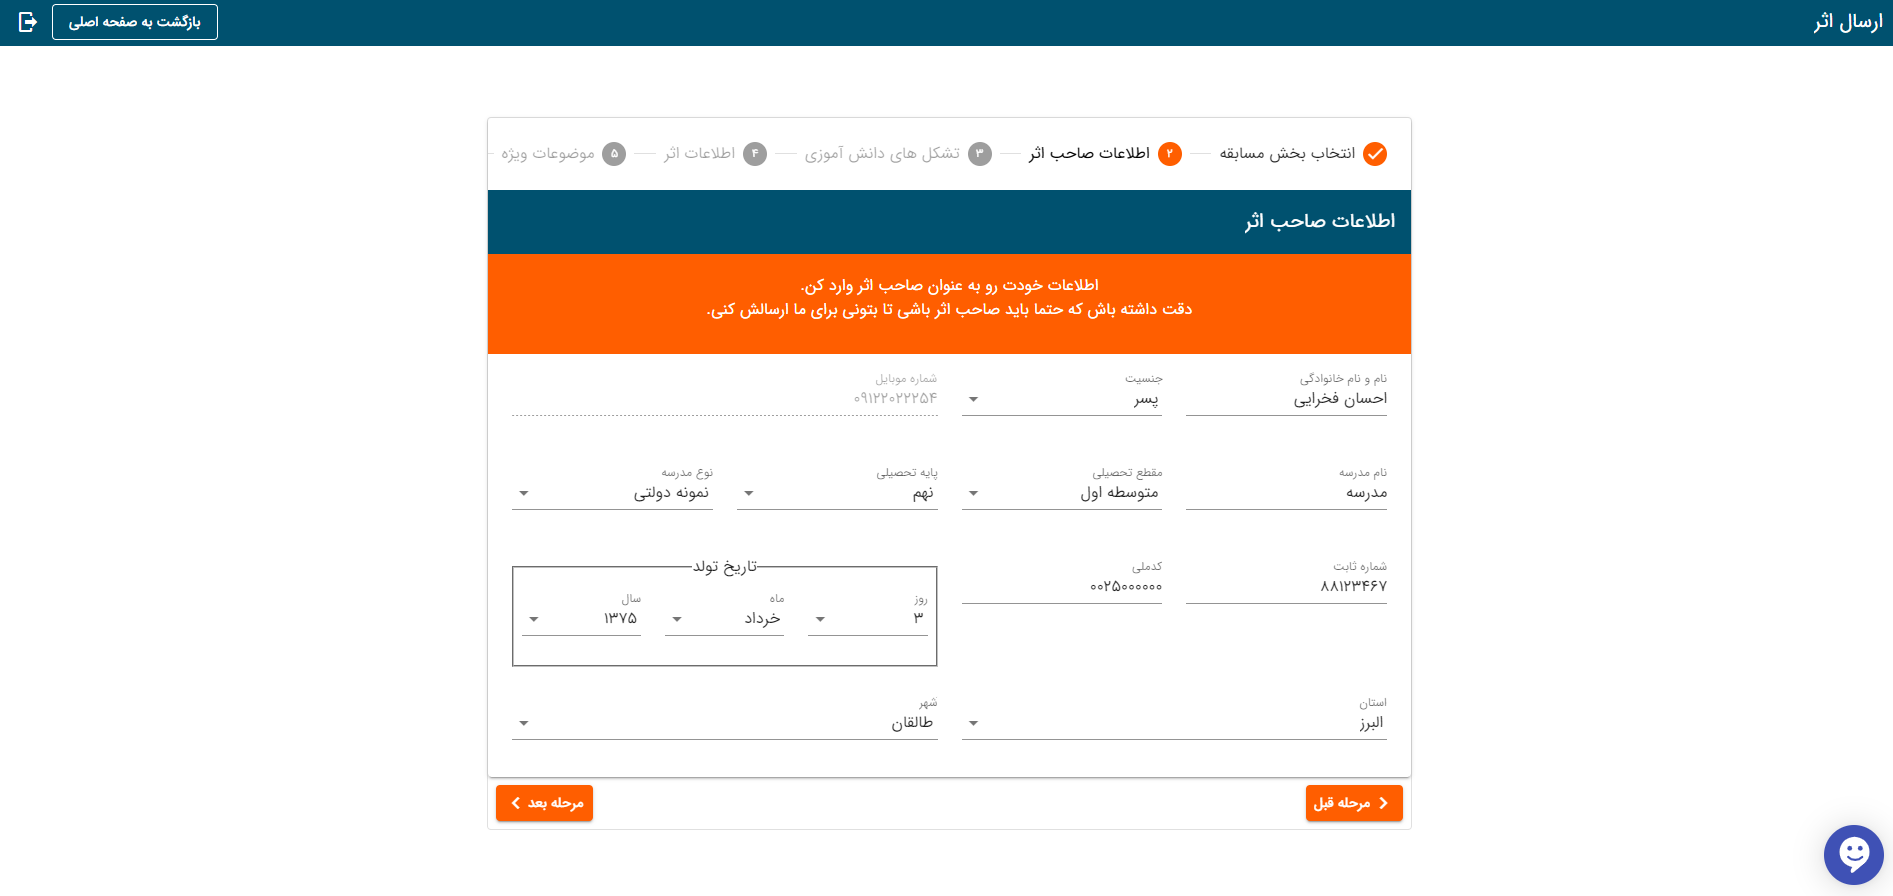 ارسال اثر
بازگشت به صفحه اصلی
انتخاب بخش مسابقه
۲ اطلاعات صاحب اثر
۳ تشکل های دانش آموزی
۴ اطلاعات اثر
۵ موضوعات ویژه
اطلاعات صاحب اثر
اطلاعات خودت رو به عنوان صاحب اثر وارد کن.
دقت داشته باش که حتما باید صاحب اثر باشی تا بتونی برای ما ارسالش کنی.
نام و نام خانوادگی
احسان فخرایی
جنسیت
پسر
شماره موبایل
۰۹۱۲۲۰۲۲۲۵۴
نام مدرسه
مدرسه
مقطع تحصیلی
متوسطه اول
پایه تحصیلی
نهم
نوع مدرسه
نمونه دولتی
شماره ثابت
۸۸۱۲۳۴۶۷
کدملی
۰۰۲۵۰۰۰۰۰۰
تاریخ تولد
روز
۳
ماه
خرداد
سال
۱۳۷۵
استان
البرز
شهر
طالقان
مرحله قبل
مرحله بعد